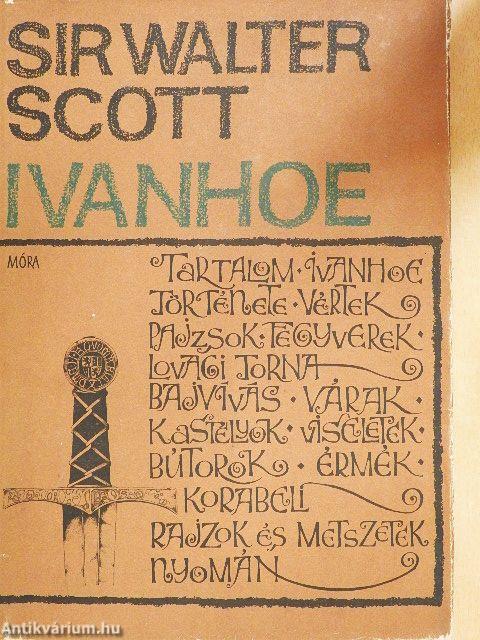 SIR WALTER
SCOTT
IVANHOE
MÓRA
TARTALOM · IVANHOE
TÖRTÉNETE · VÉRTEK
PAJZSOK · FEGYVEREK ·
LOVAGI TORNA
BAJVÍVÁS · VÁRAK ·
KASTÉLYOK · VISELETEK ·
BÚTOROK · ÉRMÉK ·
KORABELI
RAJZOK ÉS METSZETEK
NYOMÁN
Antikvárium.hu